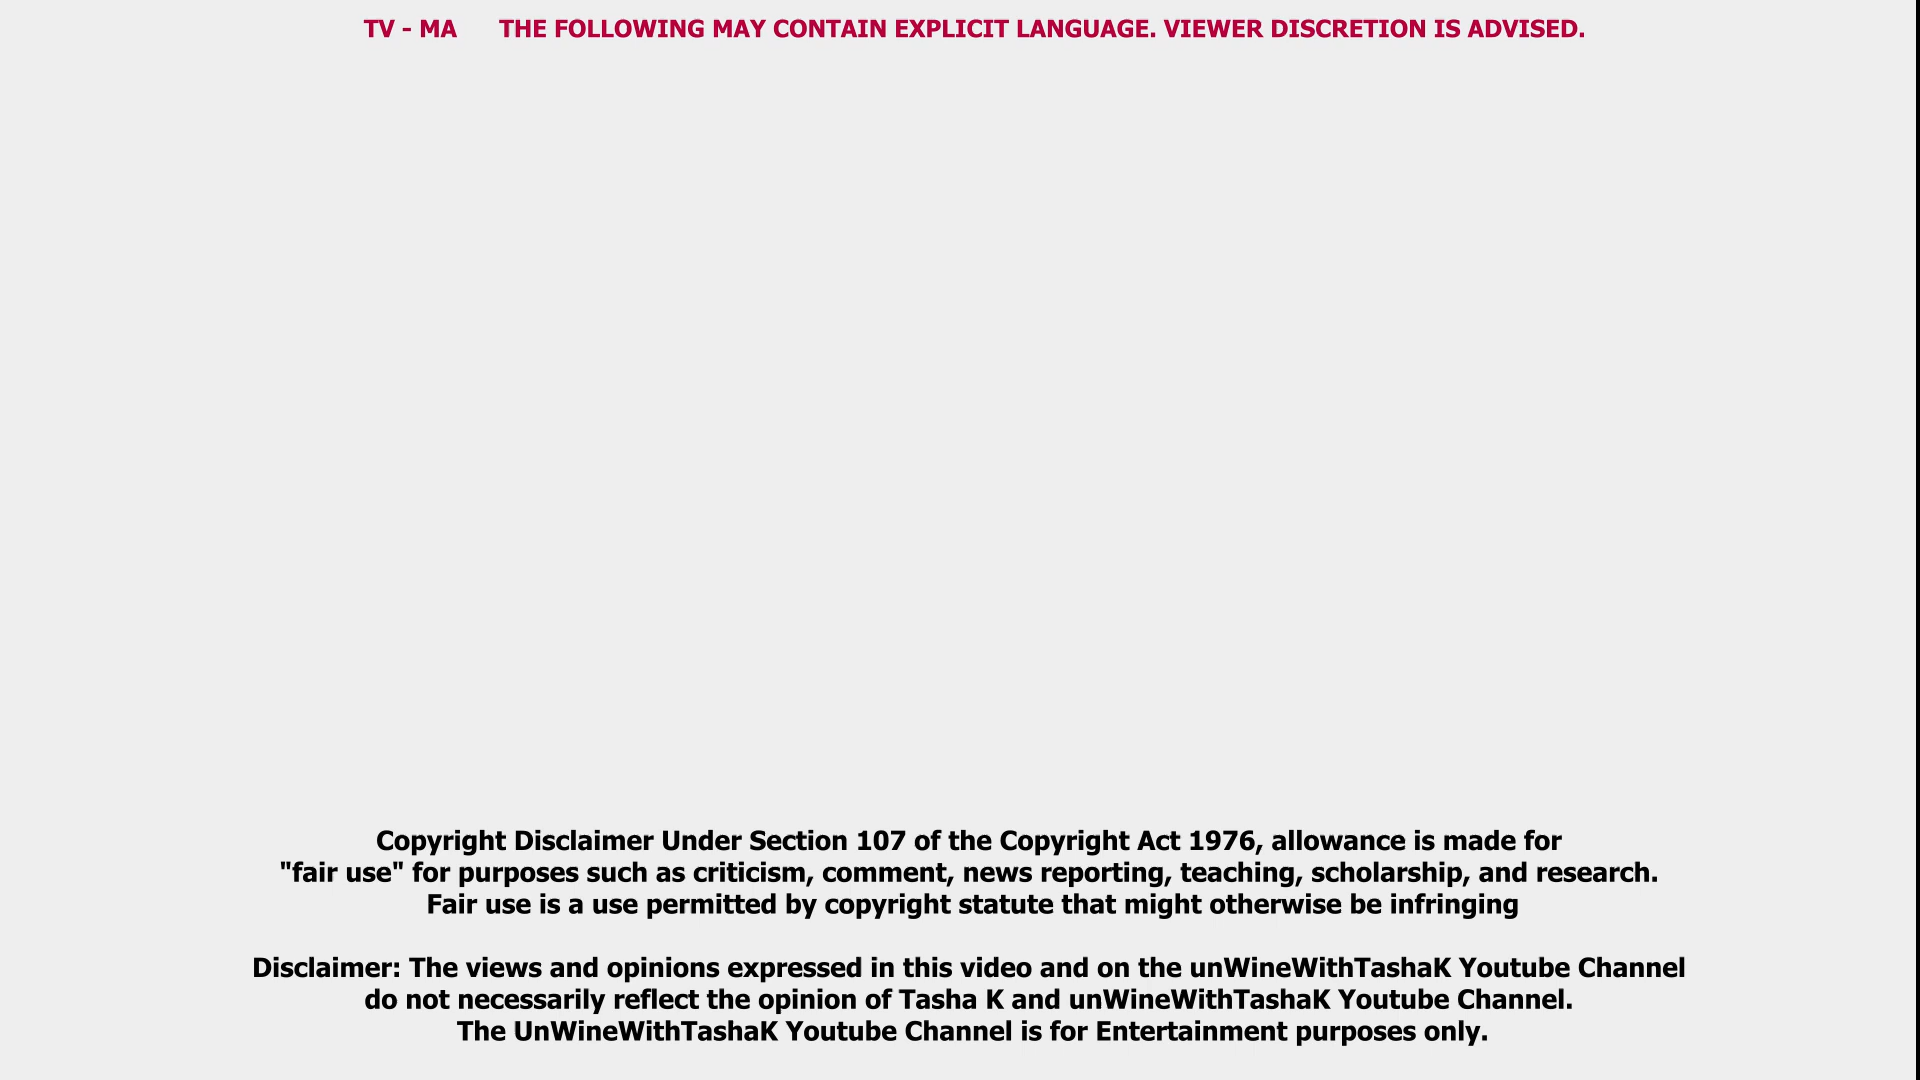 TV - MA THE FOLLOWING MAY CONTAIN EXPLICIT LANGUAGE. VIEWER DISCRETION IS ADVISED.
Copyright Disclaimer Under Section 107 of the Copyright Act 1976, allowance is made for
"fair use" for purposes such as criticism, comment, news reporting, teaching, scholarship, and research.
Fair use is a use permitted by copyright statute that might otherwise be infringing
Disclaimer: The views and opinions expressed in this video and on the unWineWithTashaK Youtube Channel
do not necessarily reflect the opinion of Tasha K and unWineWithTashaK Youtube Channel.
The UnWineWithTashaK Youtube Channel is for Entertainment purposes only.